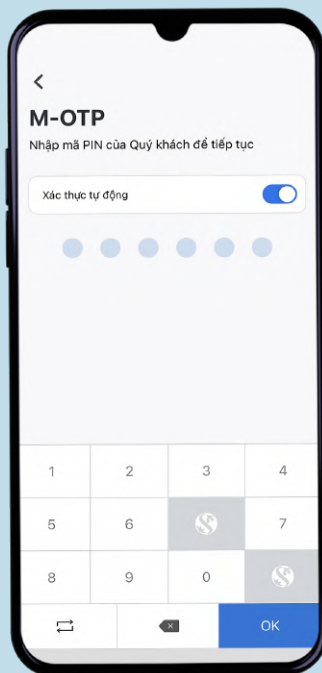 M-OTP
Nhập mã PIN của Quý khách để tiếp tục
Xác thực tự động
1 2 3 4
5 6 7
8 9 0
OK